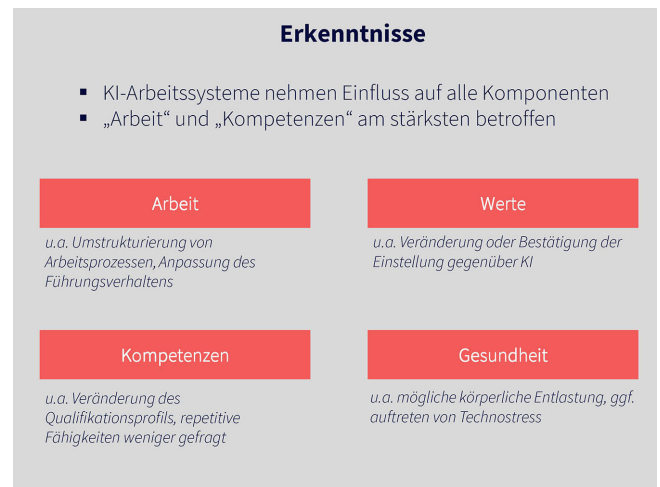 Erkenntnisse
▪ KI-Arbeitssysteme nehmen Einfluss auf alle Komponenten
▪ „Arbeit“ und „Kompetenzen“ am stärksten betroffen
Arbeit
u.a. Umstrukturierung von
Arbeitsprozessen, Anpassung des
Führungsverhaltens
Werte
u.a. Veränderung oder Bestätigung der
Einstellung gegenüber KI
Kompetenzen
u.a. Veränderung des
Qualifikationsprofils, repetitive
Fähigkeiten weniger gefragt
Gesundheit
u.a. mögliche körperliche Entlastung, ggf.
auftreten von Technostress